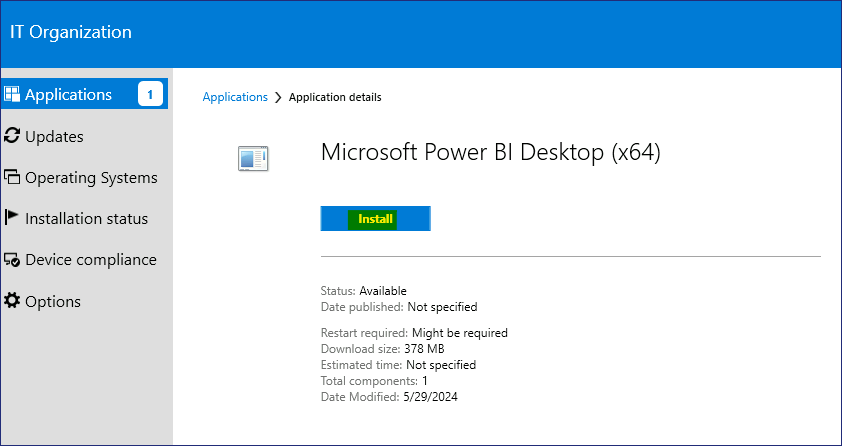 IT Organization
Applications 1
Updates
Operating Systems
Installation status
Device compliance
Options
Applications > Application details
Microsoft Power BI Desktop (x64)
Install
Status: Available
Date published: Not specified
Restart required: Might be required
Download size: 378 MB
Estimated time: Not specified
Total components: 1
Date Modified: 5/29/2024